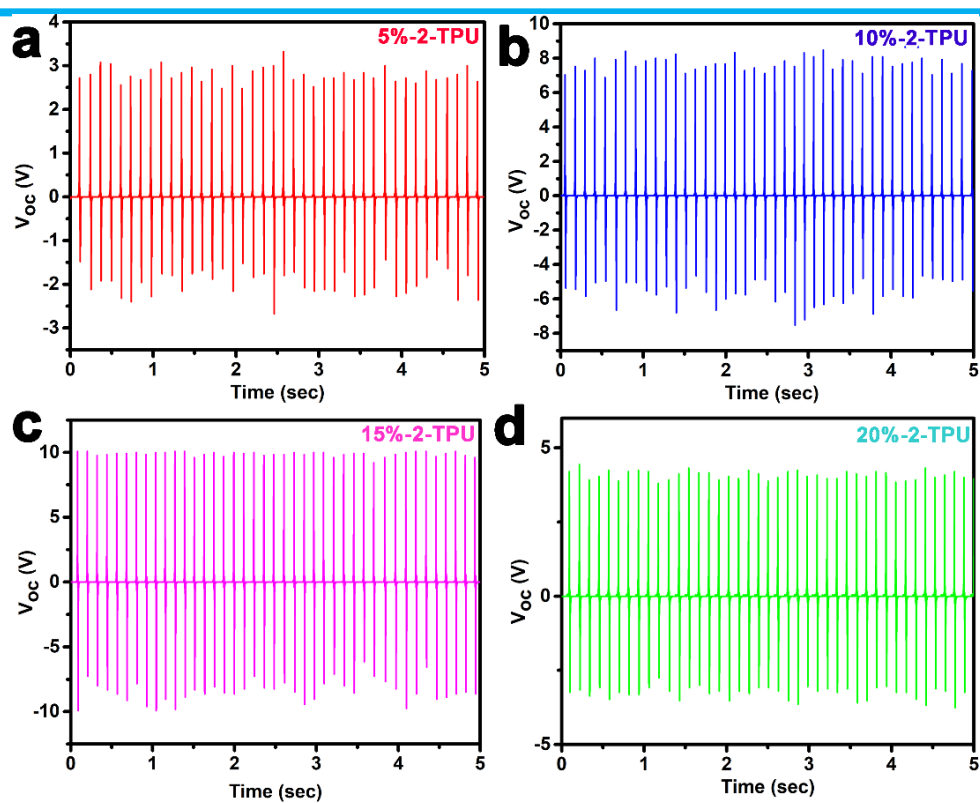 a
5%-2-TPU
4
3
2
1
0
-1
-2
-3
V_OC (V)
0 1 2 3 4 5
Time (sec)
b
10%-2-TPU
10
8
6
4
2
0
-2
-4
-6
-8
V_OC (V)
0 1 2 3 4 5
Time (sec)
c
15%-2-TPU
10
5
0
-5
-10
V_OC (V)
0 1 2 3 4 5
Time (sec)
d
20%-2-TPU
5
0
-5
V_OC (V)
0 1 2 3 4 5
Time (sec)